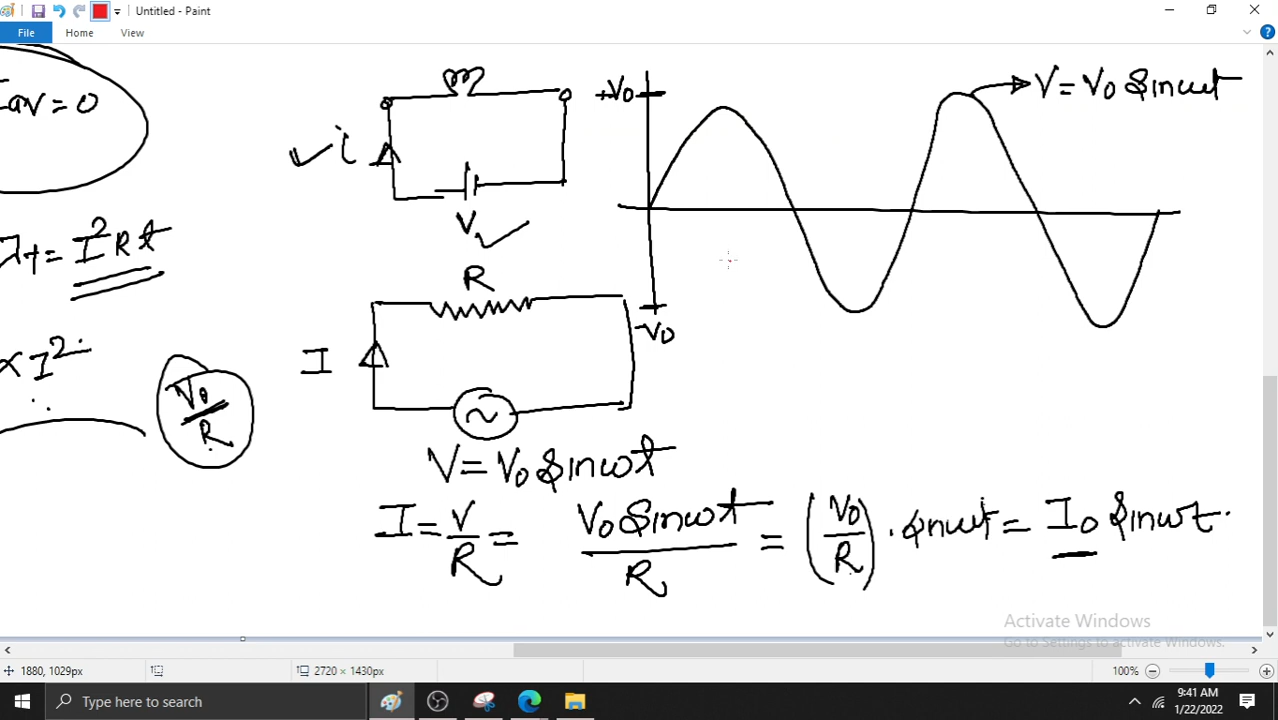 Untitled - Paint
File Home View
Iav = 0
i
V
+V0
-V0
V = V0 Sinωt
= I²Rt
∝ I²
V0/R
R
I
V = V0 Sinωt
I = V/R = V0 Sinωt/R = (V0/R) . sinωt = I0 Sinωt.
Activate Windows
Go to Settings to activate Windows.
1880, 1029px
2720 × 1430px
100%
Type here to search
9:41 AM
1/22/2022